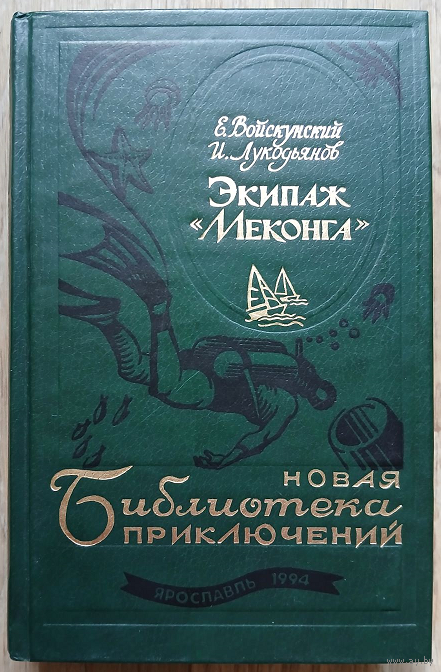 Е. Войскунский
И. Лукодьянов
Экипаж
«Меконга»
НОВАЯ
Библиотека
ПРИКЛЮЧЕНИЙ
ЯРОСЛАВЛЬ 1994